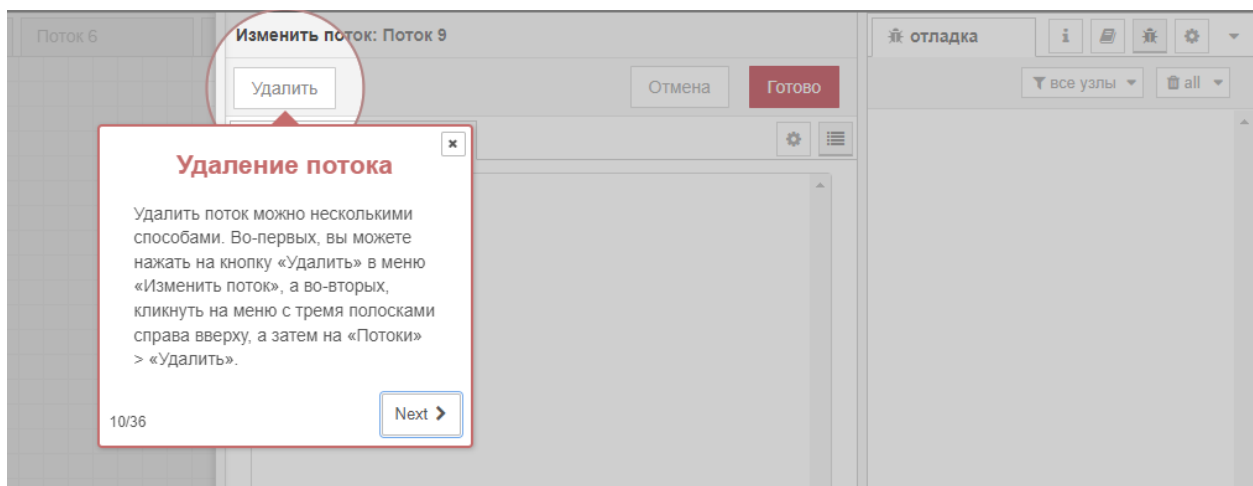 Поток 6
Изменить поток: Поток 9
отладка
Удалить
Отмена
Готово
все узлы
all
Удаление потока
Удалить поток можно несколькими
способами. Во-первых, вы можете
нажать на кнопку «Удалить» в меню
«Изменить поток», а во-вторых,
кликнуть на меню с тремя полосками
справа вверху, а затем на «Потоки»
> «Удалить».
10/36
Next